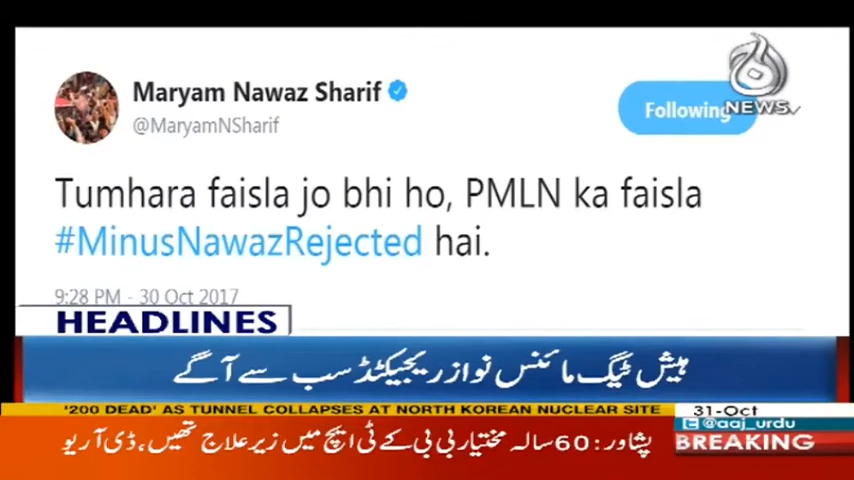 Maryam Nawaz Sharif
@MaryamNSharif
Following
NEWS
Tumhara faisla jo bhi ho, PMLN ka faisla
#MinusNawazRejected hai.
9:28 PM - 30 Oct 2017
HEADLINES
ہیش ٹیگ مائنس نواز ریجیکٹڈ سب سے آگے
'200 DEAD' AS TUNNEL COLLAPSES AT NORTH KOREAN NUCLEAR SITE
31-Oct
@aaj_urdu
پشاور: 60 سالہ مختیار بی بی کے ٹی ایچ میں زیر علاج تھیں، ڈی آر یو
BREAKING